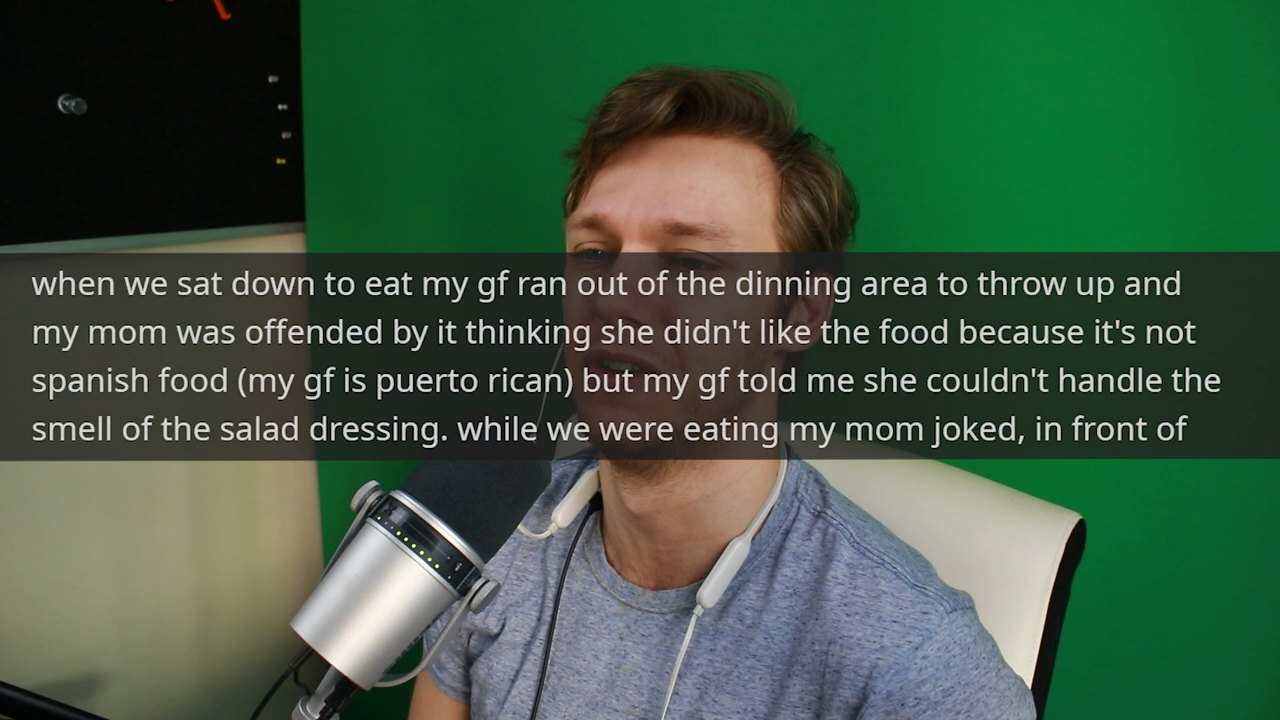 when we sat down to eat my gf ran out of the dinning area to throw up and
my mom was offended by it thinking she didn't like the food because it's not
spanish food (my gf is puerto rican) but my gf told me she couldn't handle the
smell of the salad dressing. while we were eating my mom joked, in front of